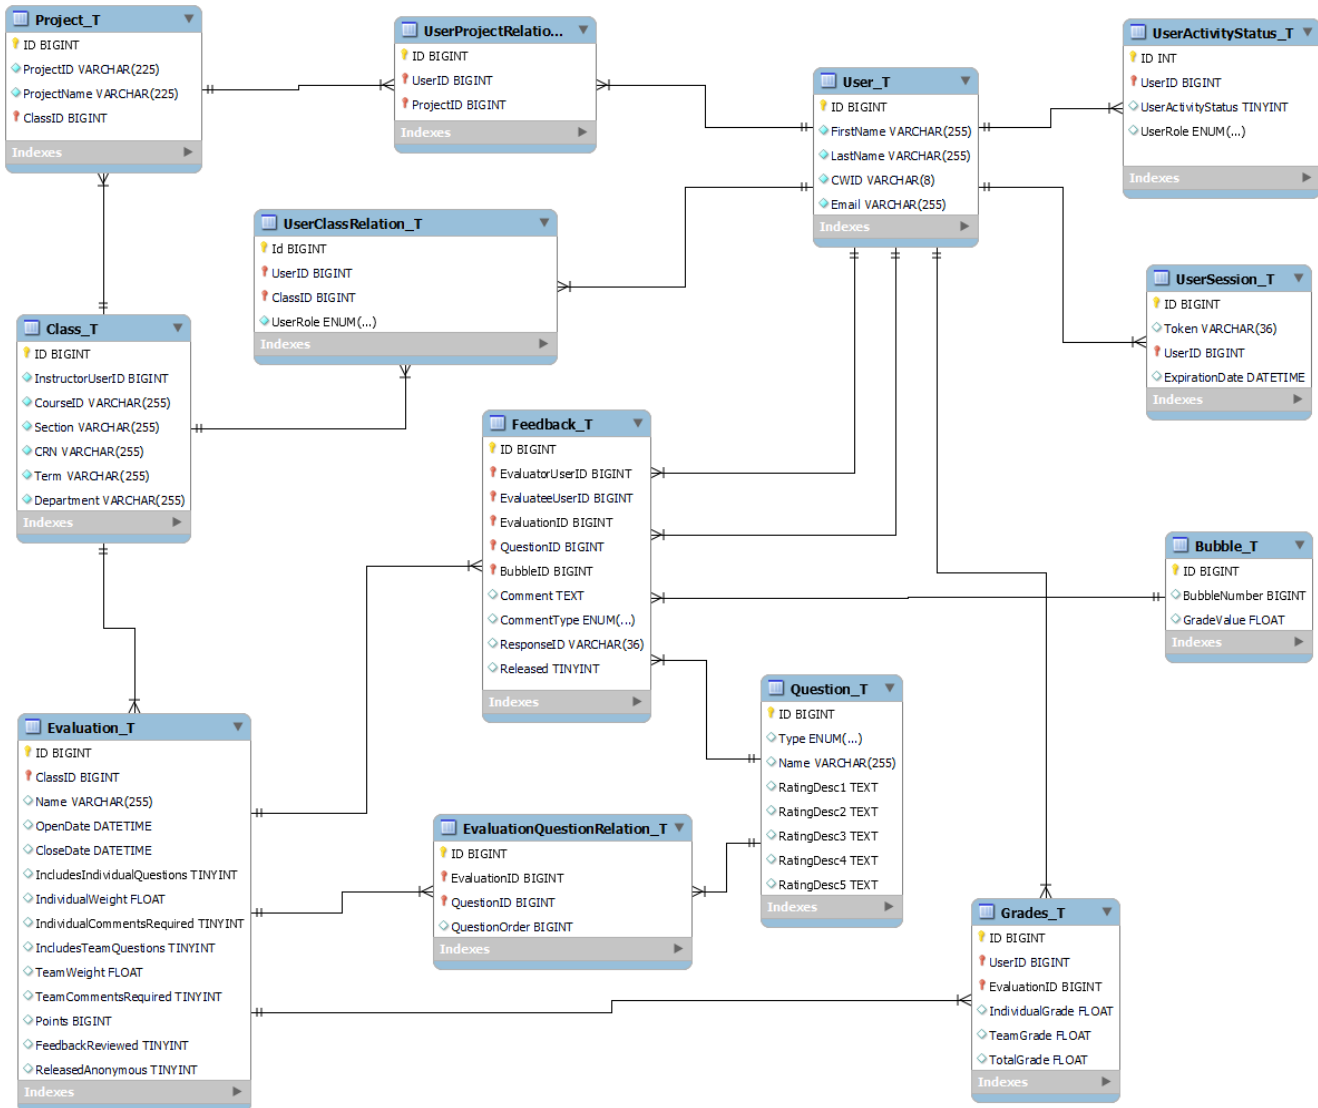 Project_T
ID BIGINT
ProjectID VARCHAR(225)
ProjectName VARCHAR(225)
ClassID BIGINT
Indexes
UserProjectRelatio...
ID BIGINT
UserID BIGINT
ProjectID BIGINT
Indexes
User_T
ID BIGINT
FirstName VARCHAR(255)
LastName VARCHAR(255)
CWID VARCHAR(8)
Email VARCHAR(255)
Indexes
UserActivityStatus_T
ID INT
UserID BIGINT
UserActivityStatus TINYINT
UserRole ENUM(...)
Indexes
UserClassRelation_T
Id BIGINT
UserID BIGINT
ClassID BIGINT
UserRole ENUM(...)
Indexes
UserSession_T
ID BIGINT
Token VARCHAR(36)
UserID BIGINT
ExpirationDate DATETIME
Indexes
Class_T
ID BIGINT
InstructorUserID BIGINT
CourseID VARCHAR(255)
Section VARCHAR(255)
CRN VARCHAR(255)
Term VARCHAR(255)
Department VARCHAR(255)
Indexes
Feedback_T
ID BIGINT
EvaluatorUserID BIGINT
EvaluateeUserID BIGINT
EvaluationID BIGINT
QuestionID BIGINT
BubbleID BIGINT
Comment TEXT
CommentType ENUM(...)
ResponseID VARCHAR(36)
Released TINYINT
Indexes
Bubble_T
ID BIGINT
BubbleNumber BIGINT
GradeValue FLOAT
Indexes
Question_T
ID BIGINT
Type ENUM(...)
Name VARCHAR(255)
RatingDesc1 TEXT
RatingDesc2 TEXT
RatingDesc3 TEXT
RatingDesc4 TEXT
RatingDesc5 TEXT
Indexes
Evaluation_T
ID BIGINT
ClassID BIGINT
Name VARCHAR(255)
OpenDate DATETIME
CloseDate DATETIME
IncludesIndividualQuestions TINYINT
IndividualWeight FLOAT
IndividualCommentsRequired TINYINT
IncludesTeamQuestions TINYINT
TeamWeight FLOAT
TeamCommentsRequired TINYINT
Points BIGINT
FeedbackReviewed TINYINT
ReleasedAnonymous TINYINT
Indexes
EvaluationQuestionRelation_T
ID BIGINT
EvaluationID BIGINT
QuestionID BIGINT
QuestionOrder BIGINT
Indexes
Grades_T
ID BIGINT
UserID BIGINT
EvaluationID BIGINT
IndividualGrade FLOAT
TeamGrade FLOAT
TotalGrade FLOAT
Indexes